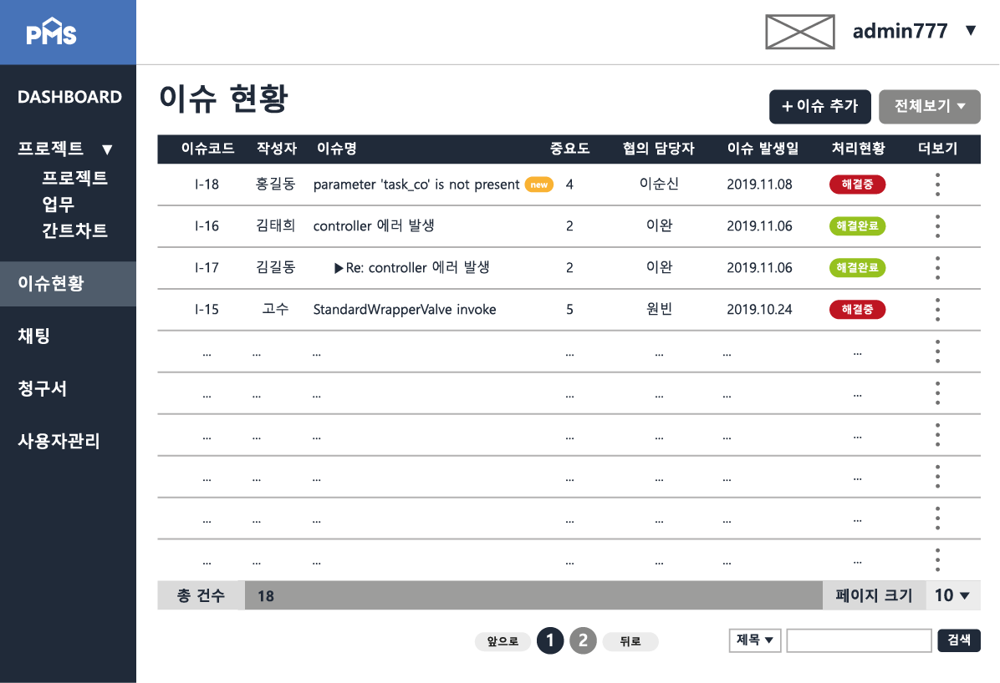 PMS
admin777 ▼
DASHBOARD
프로젝트 ▼
프로젝트
업무
간트차트
이슈현황
채팅
청구서
사용자관리
이슈 현황
+ 이슈 추가
전체보기 ▼
이슈코드 작성자 이슈명 중요도 협의 담당자 이슈 발생일 처리현황 더보기
I-18 홍길동 parameter 'task_co' is not present new 4 이순신 2019.11.08 해결중
I-16 김태희 controller 에러 발생 2 이완 2019.11.06 해결완료
I-17 김길동 ▶Re: controller 에러 발생 2 이완 2019.11.06 해결완료
I-15 고수 StandardWrapperValve invoke 5 원빈 2019.10.24 해결중
... ... ... ... ... ... ...
... ... ... ... ... ... ...
... ... ... ... ... ... ...
... ... ... ... ... ... ...
... ... ... ... ... ... ...
... ... ... ... ... ... ...
총 건수 18 페이지 크기 10 ▼
앞으로 1 2 뒤로 제목 ▼ 검색